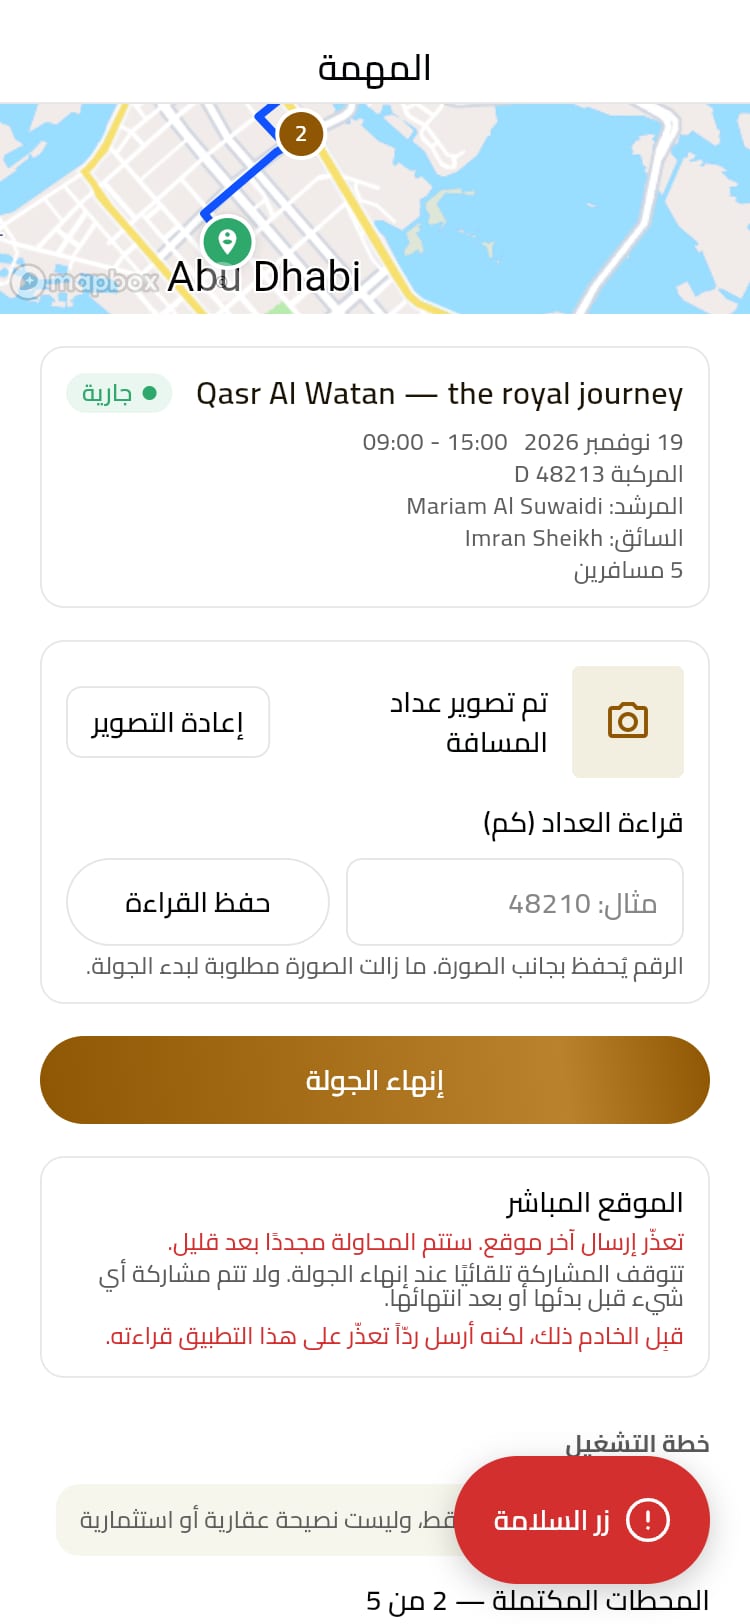 المهمة
2
Abu Dhabi
mapbox
Qasr Al Watan — the royal journey
جارية
19 نوفمبر 2026 09:00 - 15:00
المركبة D 48213
المرشد: Mariam Al Suwaidi
السائق: Imran Sheikh
5 مسافرين
تم تصوير عداد
المسافة
إعادة التصوير
قراءة العداد (كم)
مثال: 48210
حفظ القراءة
الرقم يُحفظ بجانب الصورة. ما زالت الصورة مطلوبة لبدء الجولة.
إنهاء الجولة
الموقع المباشر
تعذّر إرسال آخر موقع. ستتم المحاولة مجددًا بعد قليل.
تتوقف المشاركة تلقائيًا عند إنهاء الجولة. ولا تتم مشاركة أي
شيء قبل بدئها أو بعد انتهائها.
قبِل الخادم ذلك، لكنه أرسل ردّاً تعذّر على هذا التطبيق قراءته.
خطة التشغيل
زر السلامة
وليست نصيحة عقارية أو استثمارية
المحطات المكتملة — 2 من 5